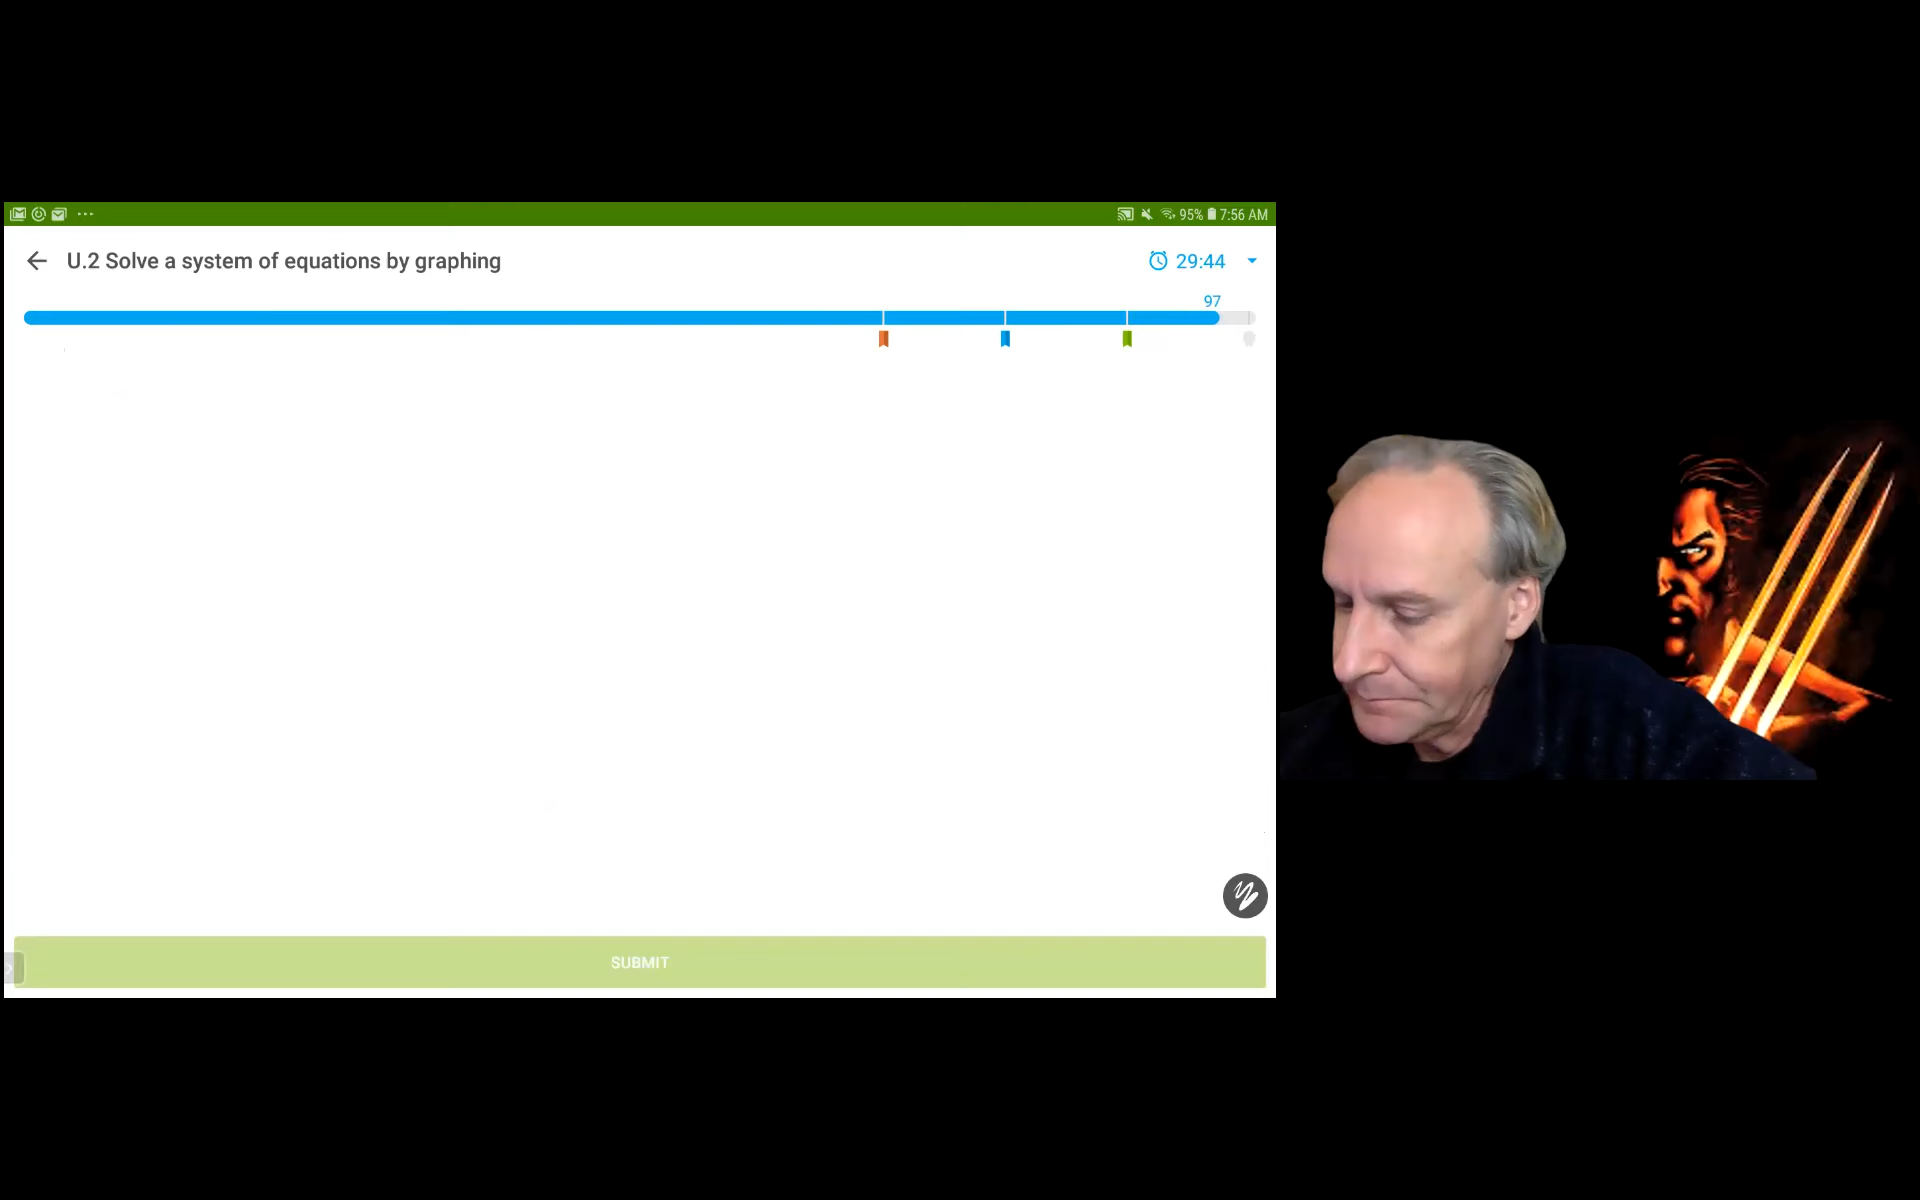 ... 95% 7:56 AM
U.2 Solve a system of equations by graphing
29:44
97
SUBMIT